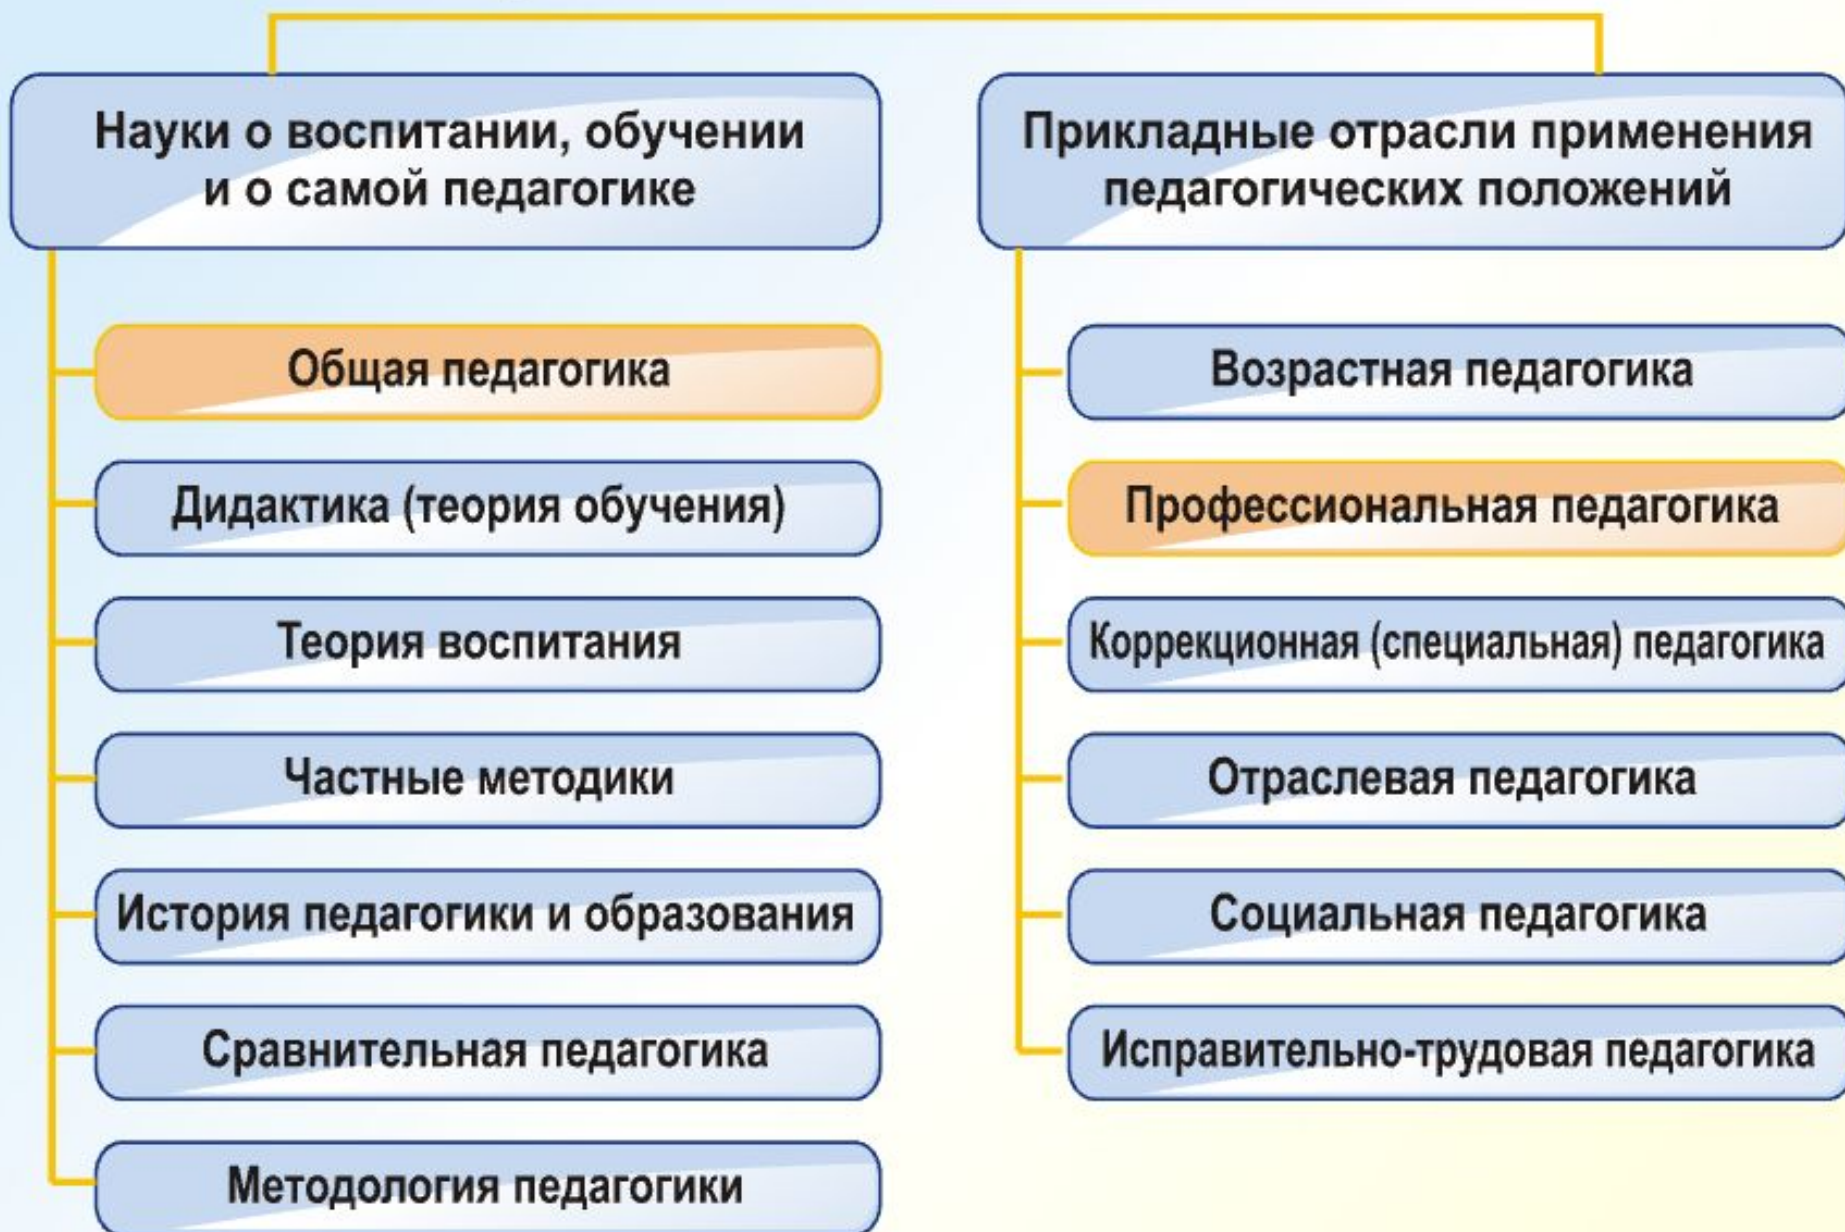 Науки о воспитании, обучении
и о самой педагогике
Общая педагогика
Дидактика (теория обучения)
Теория воспитания
Частные методики
История педагогики и образования
Сравнительная педагогика
Методология педагогики
Прикладные отрасли применения
педагогических положений
Возрастная педагогика
Профессиональная педагогика
Коррекционная (специальная) педагогика
Отраслевая педагогика
Социальная педагогика
Исправительно-трудовая педагогика